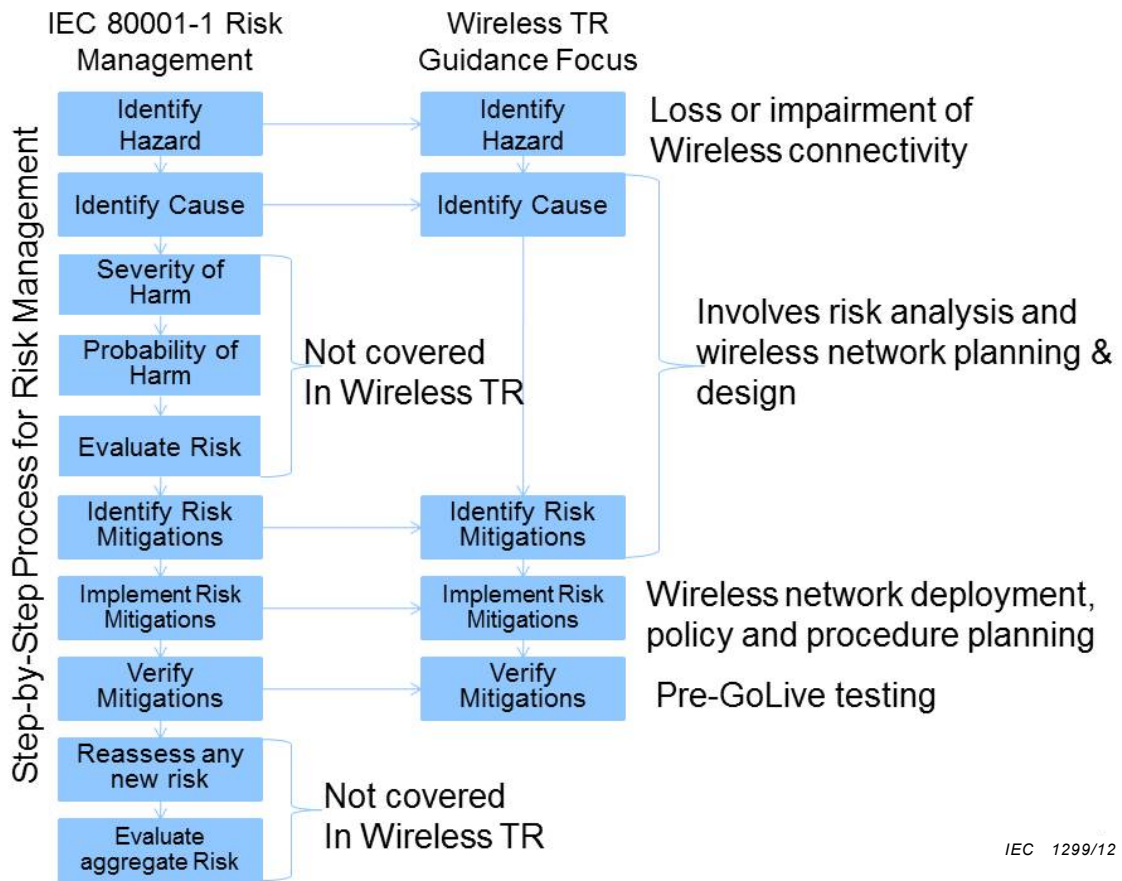 IEC 80001-1 Risk
Management
Wireless TR
Guidance Focus
Step-by-Step Process for Risk Management
Identify
Hazard
Identify
Hazard
Loss or impairment of
Wireless connectivity
Identify Cause
Identify Cause
Severity of
Harm
Probability of
Harm
Evaluate Risk
Not covered
In Wireless TR
Involves risk analysis and
wireless network planning &
design
Identify Risk
Mitigations
Identify Risk
Mitigations
Implement Risk
Mitigations
Implement Risk
Mitigations
Wireless network deployment,
policy and procedure planning
Verify
Mitigations
Verify
Mitigations
Pre-GoLive testing
Reassess any
new risk
Evaluate
aggregate Risk
Not covered
In Wireless TR
IEC 1299/12